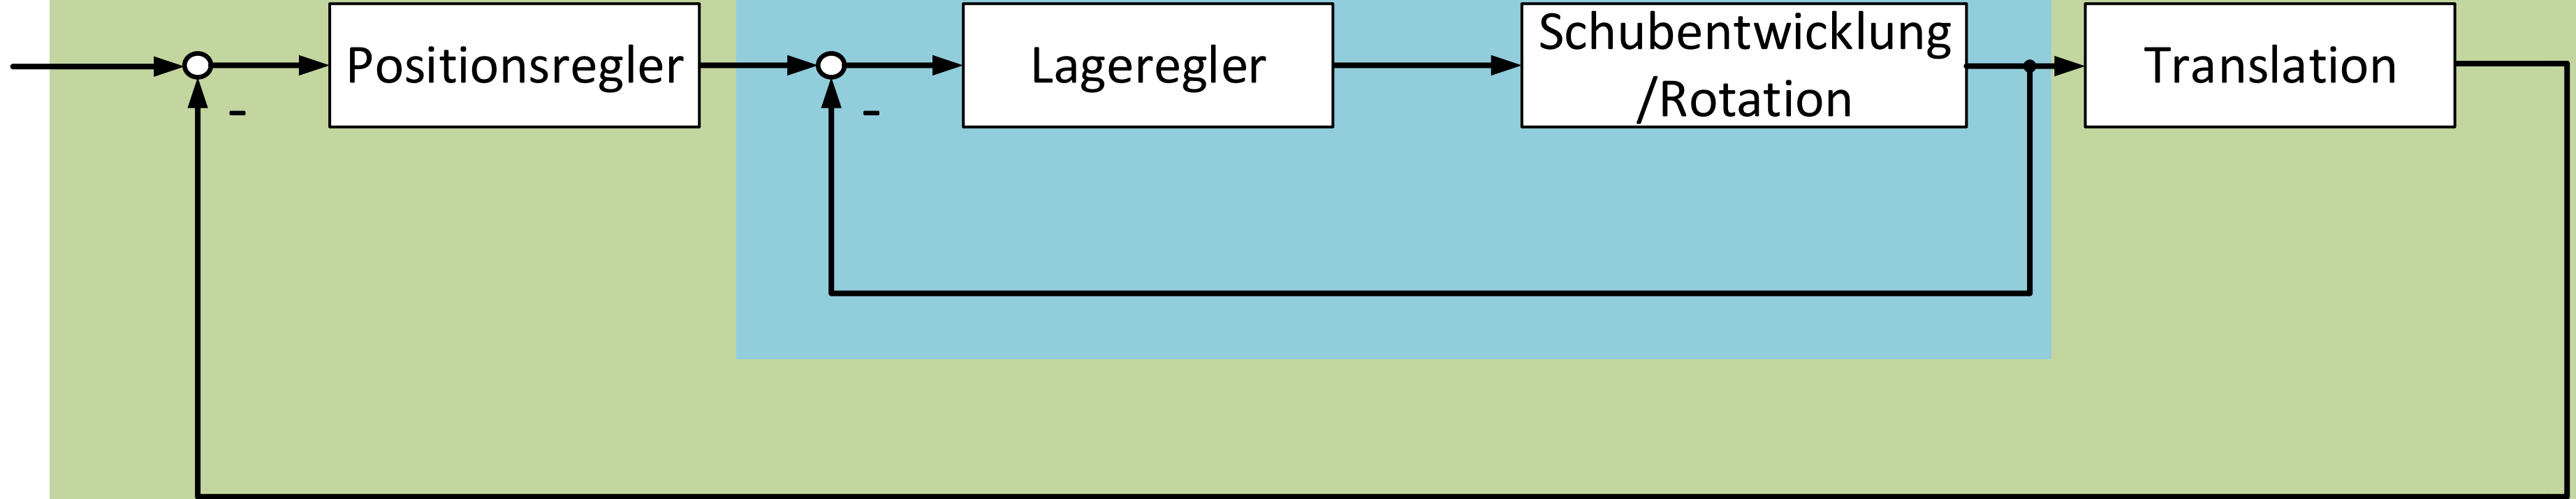 Positionsregler
-
Lageregler
-
Schubentwicklung
/Rotation
Translation